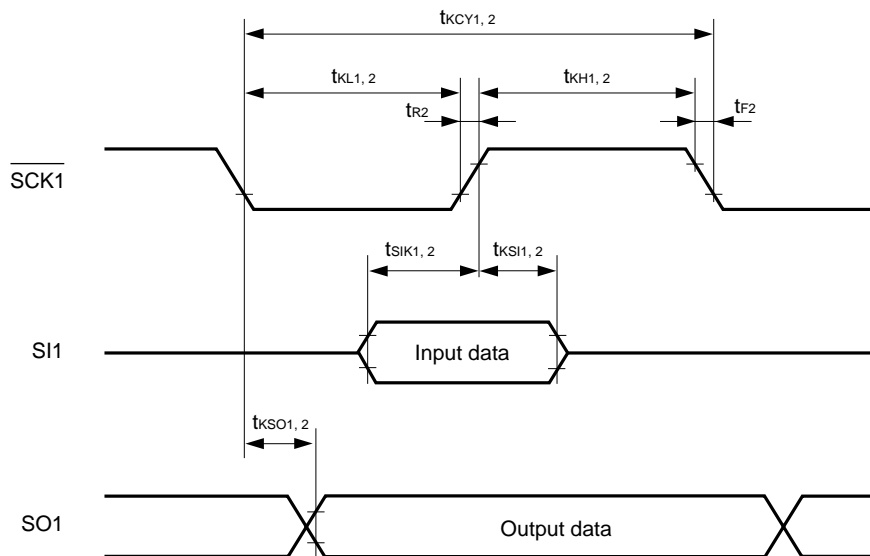 tKCY1, 2
tKL1, 2
tKH1, 2
tR2
tF2
SCK1
tSIK1, 2
tKSI1, 2
SI1
Input data
tKSO1, 2
SO1
Output data